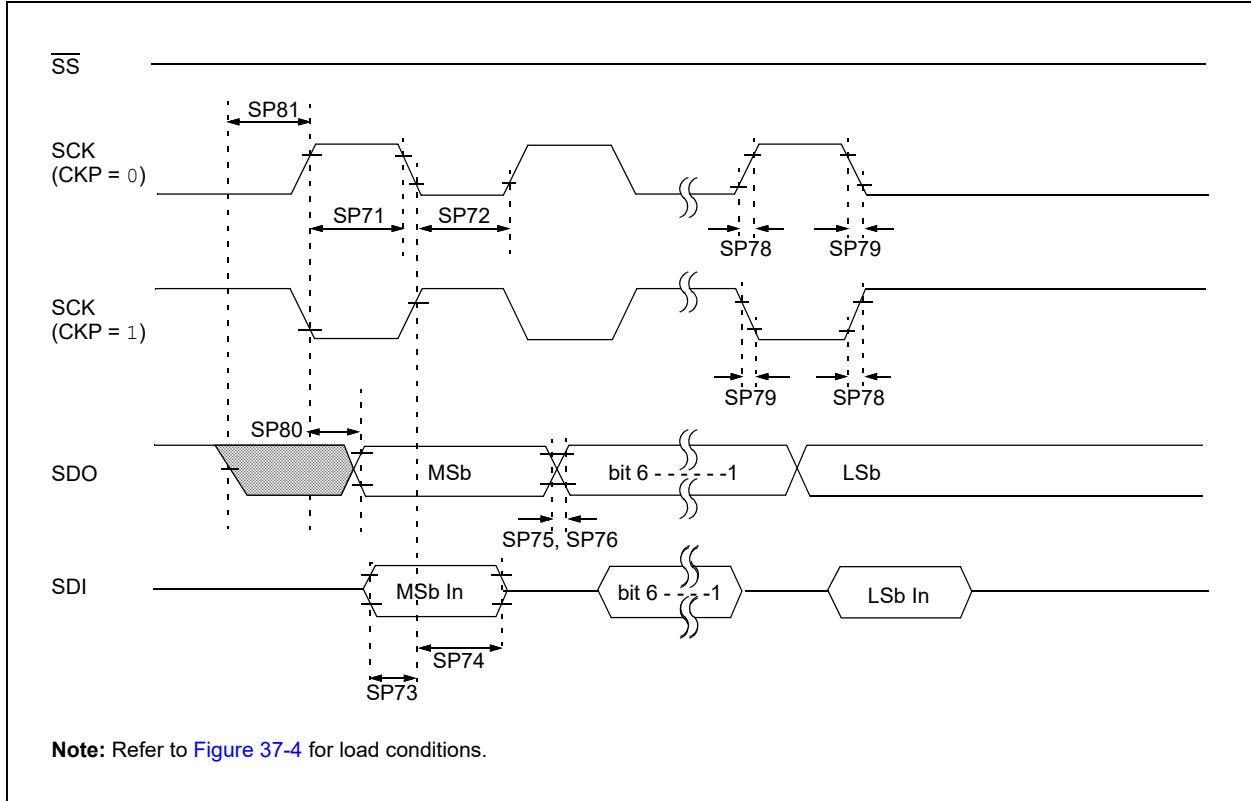 SS
SP81
SCK
(CKP = 0)
SP71
SP72
SP78
SP79
SCK
(CKP = 1)
SP79
SP78
SP80
SDO
MSb
bit 6 - - - - - -1
LSb
SP75, SP76
SDI
MSb In
bit 6 - - - -1
LSb In
SP74
SP73
Note: Refer to Figure 37-4 for load conditions.